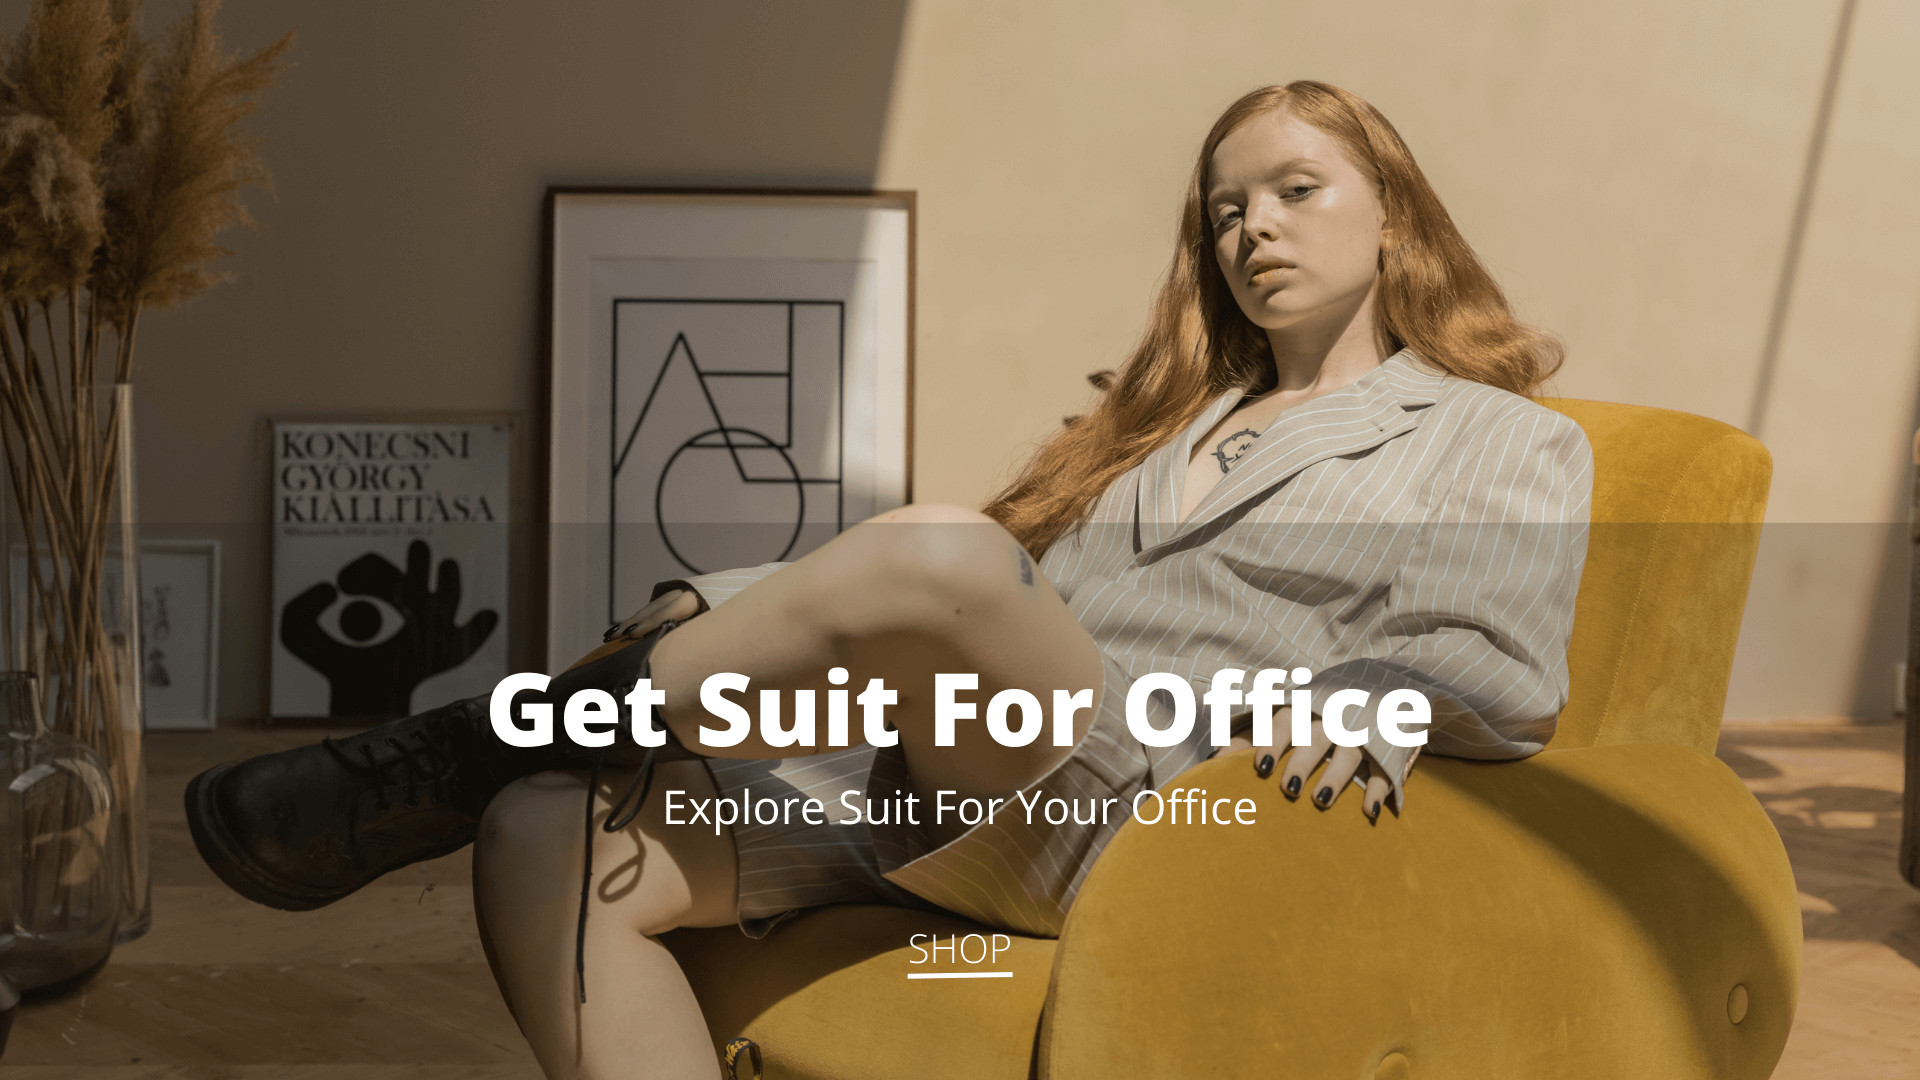 KONECSNI
GYÖRGY
KIÁLLITÁSA
Get Suit For Office
Explore Suit For Your Office
SHOP